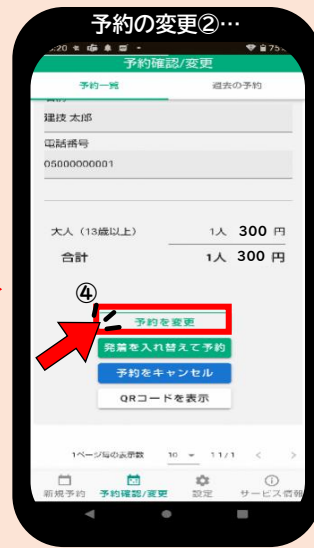 予約の変更②…
:20
75
予約確認/変更
予約一覧 過去の予約
建技 太郎
電話番号
05000000001
大人（13歳以上） 1人 300 円
合計 1人 300 円
④
予約を変更
発着を入れ替えて予約
予約をキャンセル
QRコードを表示
1ページ毎の表示数 10 1 1 / 1 < >
新規予約 予約確認/変更 設定 サービス情報